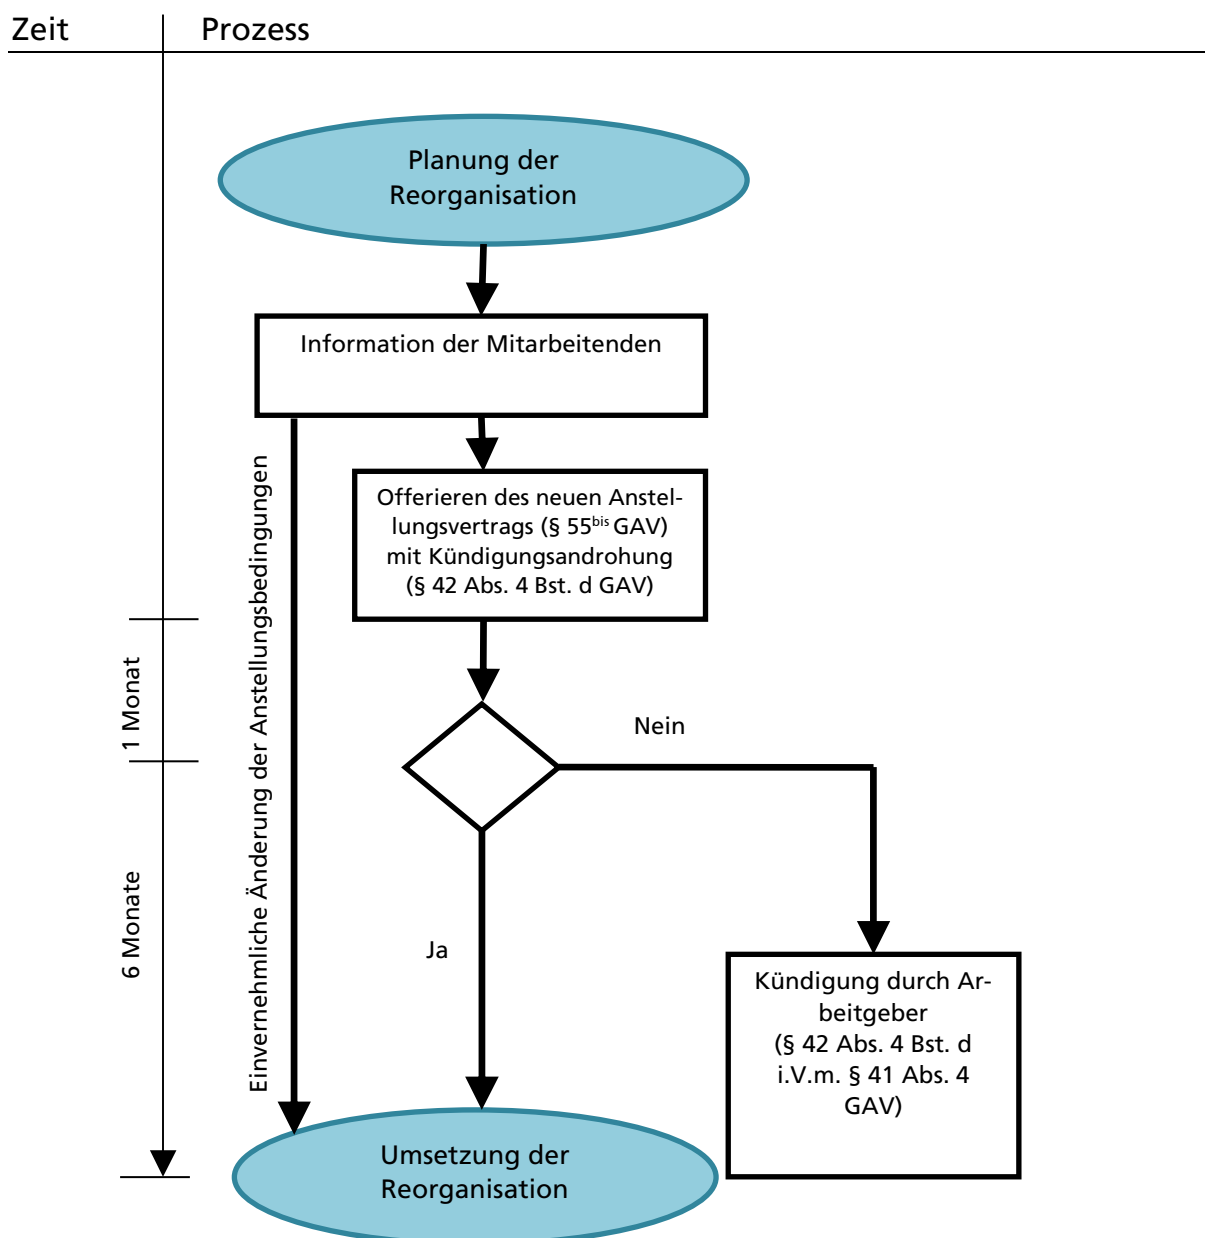 Zeit
Prozess
Planung der
Reorganisation
Information der Mitarbeitenden
Einvernehmliche Änderung der Anstellungsbedingungen
Offerieren des neuen Anstel-
lungsvertrags (§ 55bis GAV)
mit Kündigungsandrohung
(§ 42 Abs. 4 Bst. d GAV)
1 Monat
Nein
6 Monate
Ja
Kündigung durch Ar-
beitgeber
(§ 42 Abs. 4 Bst. d
i.V.m. § 41 Abs. 4
GAV)
Umsetzung der
Reorganisation